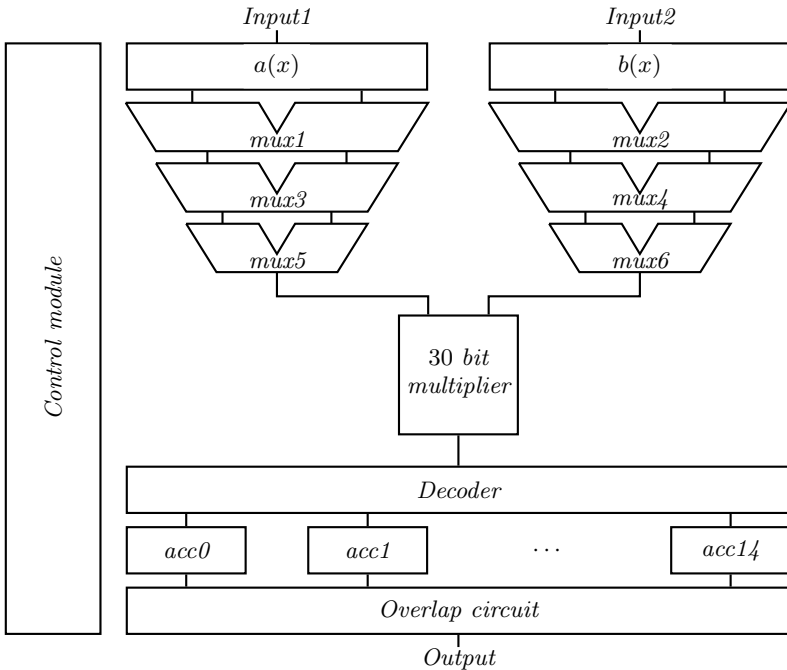 Input1
Input2
a(x)
b(x)
mux1
mux2
mux3
mux4
mux5
mux6
Control module
30 bit
multiplier
Decoder
acc0
acc1
...
acc14
Overlap circuit
Output